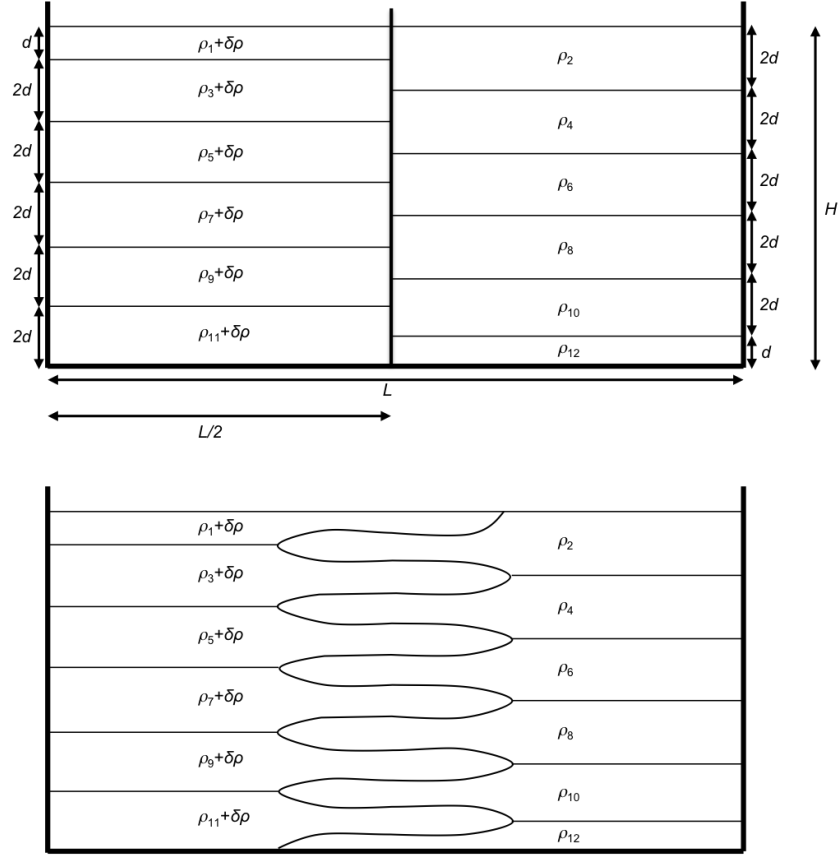 d
ρ₁+δρ
ρ₂
2d
2d
ρ₃+δρ
ρ₄
2d
2d
ρ₅+δρ
ρ₆
2d
H
2d
ρ₇+δρ
ρ₈
2d
2d
ρ₉+δρ
ρ₁₀
2d
2d
ρ₁₁+δρ
ρ₁₂
d
L
L/2
ρ₁+δρ
ρ₂
ρ₃+δρ
ρ₄
ρ₅+δρ
ρ₆
ρ₇+δρ
ρ₈
ρ₉+δρ
ρ₁₀
ρ₁₁+δρ
ρ₁₂